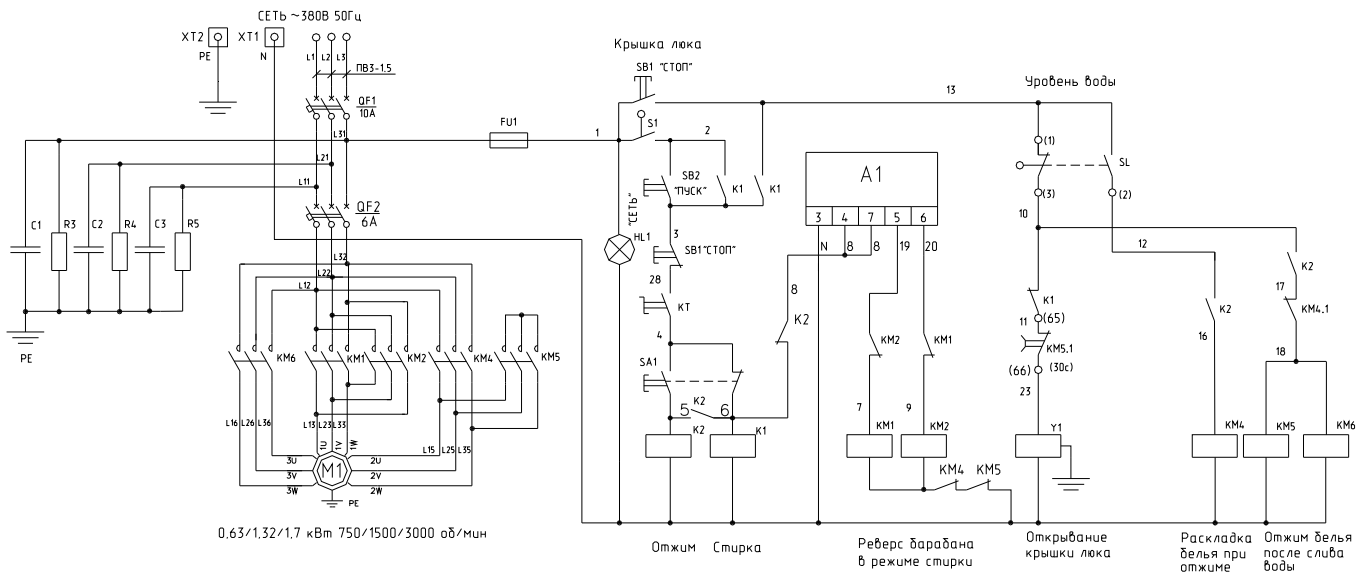 СЕТЬ ~380В 50Гц
XT2
XT1
PE
N
L1
L2
L3
ПВ3-1.5
QF1
10А
L31
L21
L11
QF2
6А
FU1
1
C1
R3
C2
R4
C3
R5
PE
L32
L22
L12
KM6
KM1
KM2
KM4
KM5
L16
L26
L36
L13
L23
L33
L15
L25
L35
1U
1V
1W
3U
3V
3W
M1
2U
2V
2W
PE
0,63/1,32/1,7 кВт 750/1500/3000 об/мин
Крышка люка
SB1 "СТОП"
S1
2
13
SB2
"ПУСК"
K1
K1
"СЕТЬ"
HL1
3
SB1"СТОП"
28
KT
4
SA1
K2
5
6
K2
K1
8
K2
A1
3
4
7
5
6
N
8
8
19
20
KM2
KM1
7
9
KM1
KM2
KM4
KM5
Уровень воды
(1)
SL
(3)
(2)
10
12
K1
11
(65)
KM5.1
(66)
(30с)
23
Y1
K2
16
K2
17
KM4.1
18
KM4
KM5
KM6
Отжим
Стирка
Реверс барабана
в режиме стирки
Открывание
крышки люка
Раскладка
белья при
отжиме
Отжим белья
после слива
воды